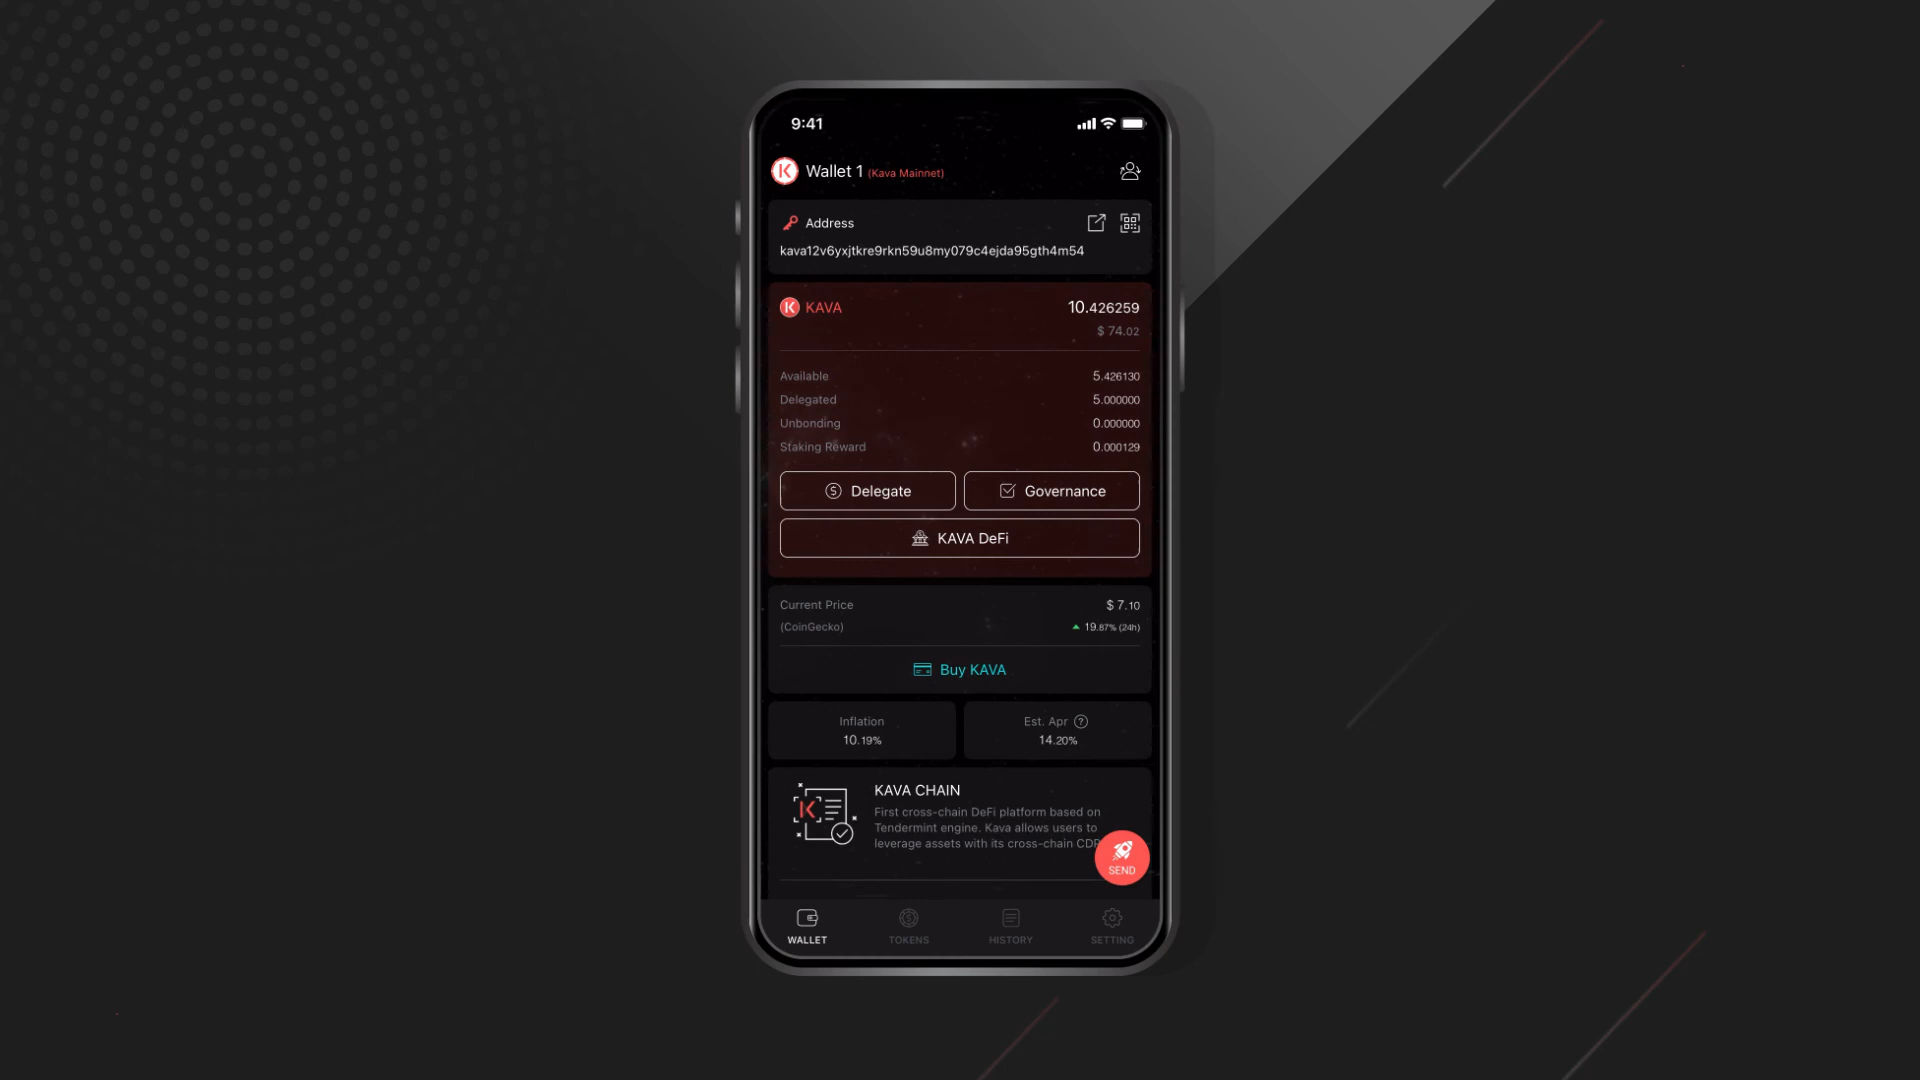 9:41
Wallet 1 (Kava Mainnet)
Address
kava12v6yxjtkre9rkn59u8my079c4ejda95gth4m54
KAVA 10.426259
$ 74.02
Available 5.426130
Delegated 5.000000
Unbonding 0.000000
Staking Reward 0.000129
Delegate Governance
KAVA DeFi
Current Price $ 7.10
(CoinGecko) 19.87% (24h)
Buy KAVA
Inflation Est. Apr ?
10.19% 14.20%
KAVA CHAIN
First cross-chain DeFi platform based on
Tendermint engine. Kava allows users to
leverage assets with its cross-chain CDP
SEND
WALLET TOKENS HISTORY SETTING